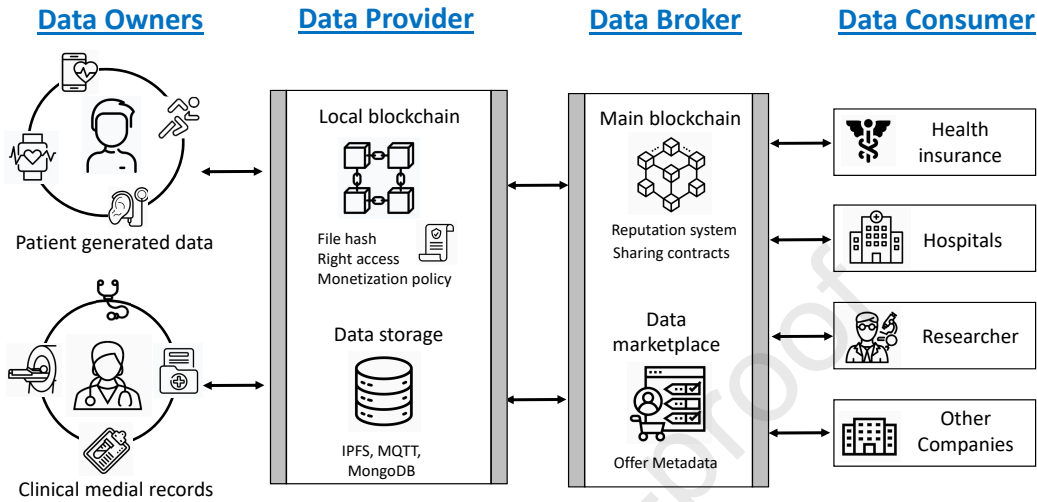 Data Owners
Data Provider
Data Broker
Data Consumer
Patient generated data
Clinical medial records
Local blockchain
File hash
Right access
Monetization policy
Data storage
IPFS, MQTT,
MongoDB
Main blockchain
Reputation system
Sharing contracts
Data
marketplace
Offer Metadata
Health
insurance
Hospitals
Researcher
Other
Companies
proof